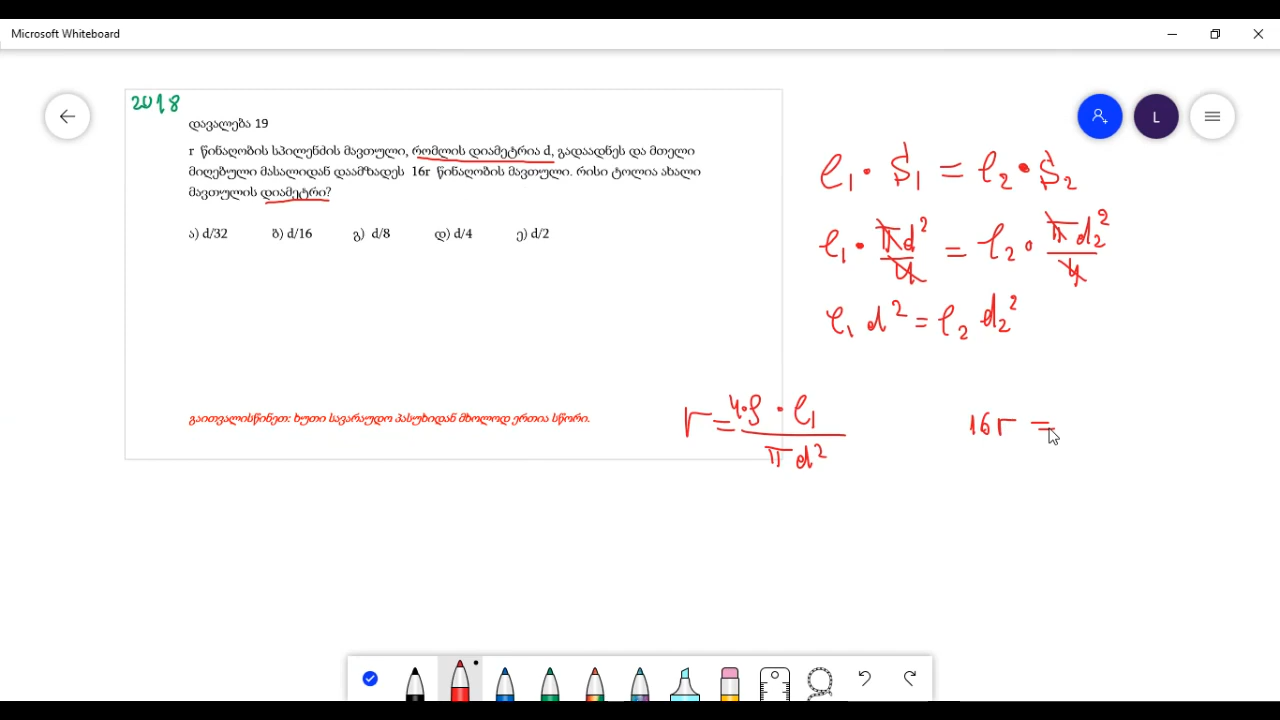 Microsoft Whiteboard
2018
დავალება 19
r წინაღობის სპილენძის მავთული, რომლის დიამეტრია d, გადაადნეს და მთელი
მიღებული მასალიდან დაამზადეს 16r წინაღობის მავთული. რისი ტოლია ახალი
მავთულის დიამეტრი?
ა) d/32 ბ) d/16 გ) d/8 დ) d/4 ე) d/2
გაითვალისწინეთ: ხუთი სავარაუდო პასუხიდან მხოლოდ ერთია სწორი.
L
ℓ₁ · S₁ = ℓ₂ · S₂
ℓ₁ · πd²/4 = ℓ₂ · πd₂²/4
ℓ₁ d² = ℓ₂ d₂²
r = 4·ρ · ℓ₁ / πd²
16r =